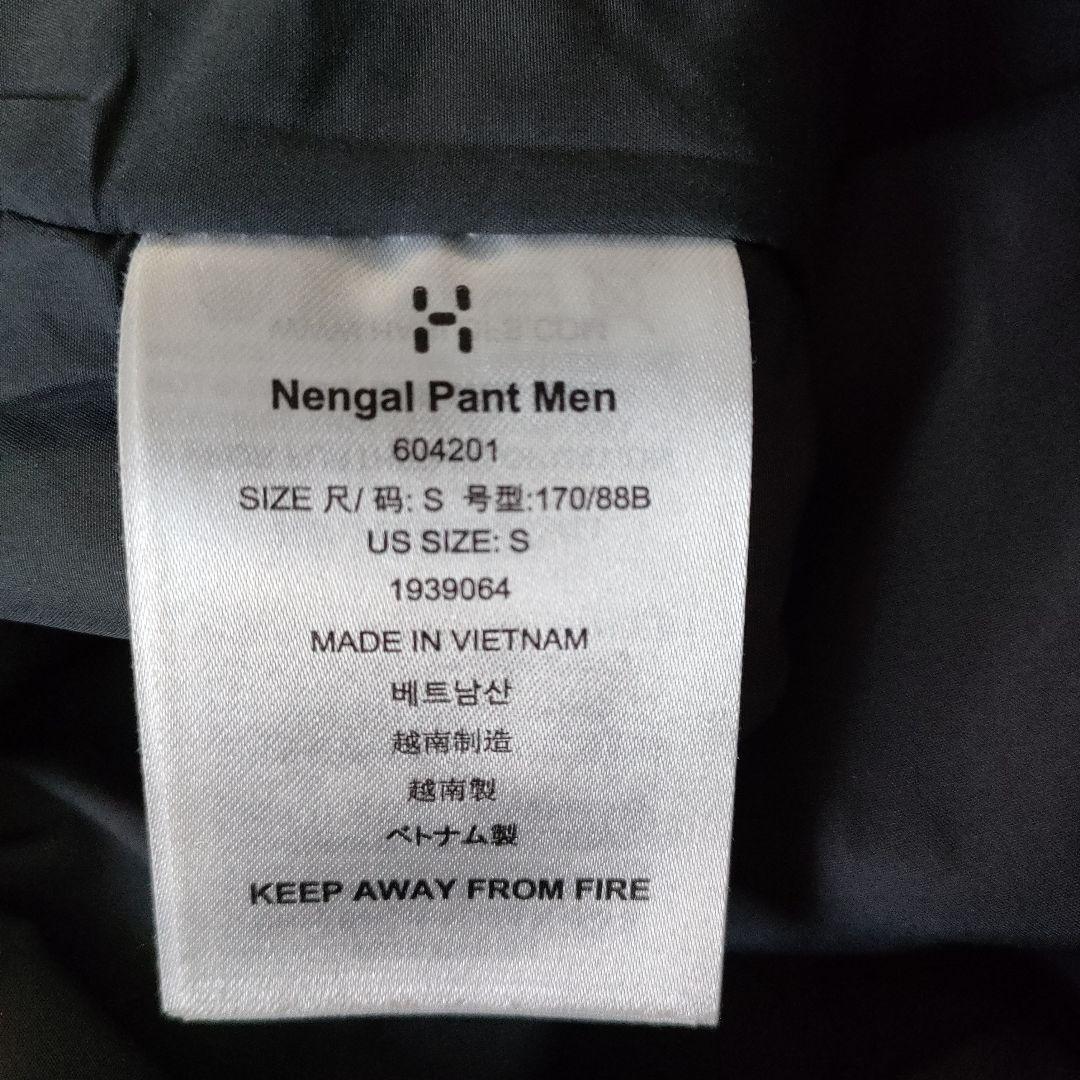 Nengal Pant Men
604201
SIZE 尺/ 码: S 号型:170/88B
US SIZE: S
1939064
MADE IN VIETNAM
베트남산
越南制造
越南製
ベトナム製
KEEP AWAY FROM FIRE